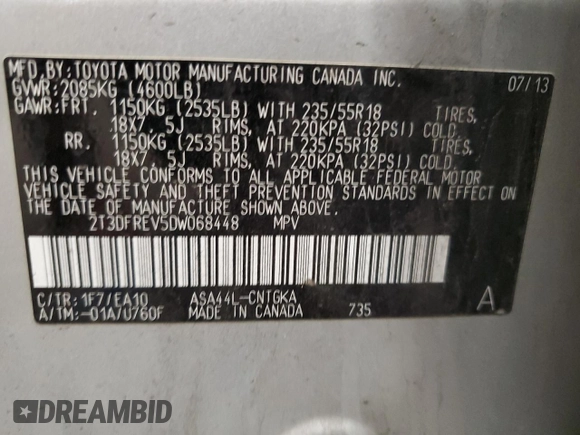 MFD.BY:TOYOTA MOTOR MANUFACTURING CANADA INC. 07/13
GVWR:2085KG (4600LB)
GAWR:FRT. 1150KG (2535LB) WITH 235/55R18 TIRES,
18X7.5J RIMS, AT 220KPA (32PSI) COLD.
RR. 1150KG (2535LB) WITH 235/55R18 TIRES,
18X7.5J RIMS, AT 220KPA (32PSI) COLD.
THIS VEHICLE CONFORMS TO ALL APPLICABLE FEDERAL MOTOR
VEHICLE SAFETY AND THEFT PREVENTION STANDARDS IN EFFECT ON
THE DATE OF MANUFACTURE SHOWN ABOVE.
2T3DFREV5DW068448 MPV
C/TR:1F7/EA10 ASA44L-CNTGKA A
A/TM:-01A/U760F MADE IN CANADA 735
DREAMBID